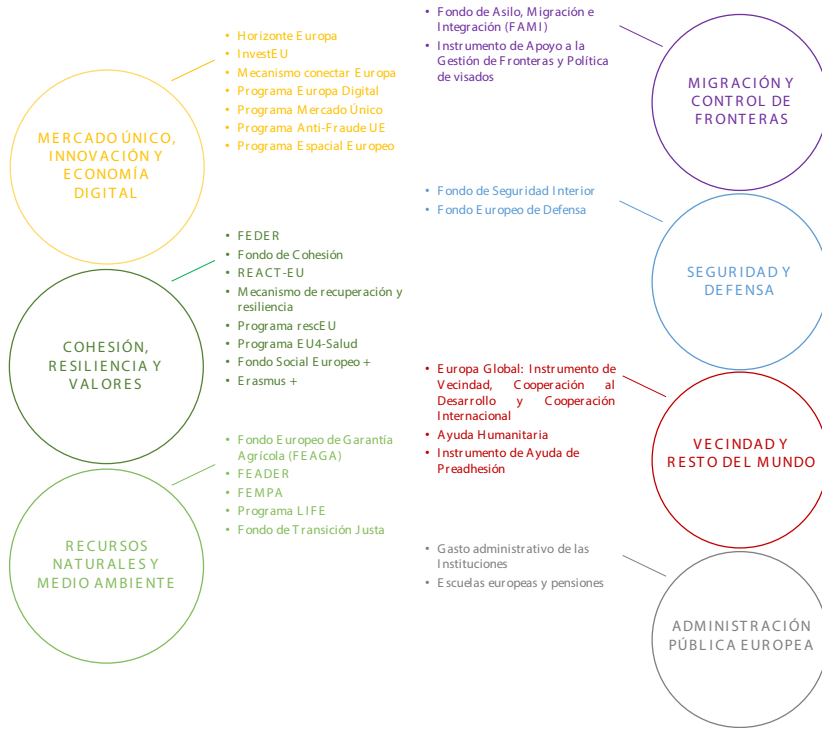 MERCADO ÚNICO,
INNOVACIÓN Y
ECONOMÍA
DIGITAL
• Horizonte Europa
• InvestEU
• Mecanismo conectar Europa
• Programa Europa Digital
• Programa Mercado Único
• Programa Anti-Fraude UE
• Programa Espacial Europeo
COHESIÓN,
RESILIENCIA Y
VALORES
• FEDER
• Fondo de Cohesión
• REACT-EU
• Mecanismo de recuperación y
resiliencia
• Programa rescEU
• Programa EU4-Salud
• Fondo Social Europeo +
• Erasmus +
RECURSOS
NATURALES Y
MEDIO AMBIENTE
• Fondo Europeo de Garantía
Agrícola (FEAGA)
• FEADER
• FEMPA
• Programa LIFE
• Fondo de Transición Justa
• Fondo de Asilo, Migración e
Integración (FAMI)
• Instrumento de Apoyo a la
Gestión de Fronteras y Política
de visados
MIGRACIÓN Y
CONTROL DE
FRONTERAS
• Fondo de Seguridad Interior
• Fondo Europeo de Defensa
SEGURIDAD Y
DEFENSA
• Europa Global: Instrumento de
Vecindad, Cooperación al
Desarrollo y Cooperación
Internacional
• Ayuda Humanitaria
• Instrumento de Ayuda de
Preadhesión
VECINDAD Y
RESTO DEL MUNDO
• Gasto administrativo de las
Instituciones
• Escuelas europeas y pensiones
ADMINISTRACIÓN
PÚBLICA EUROPEA